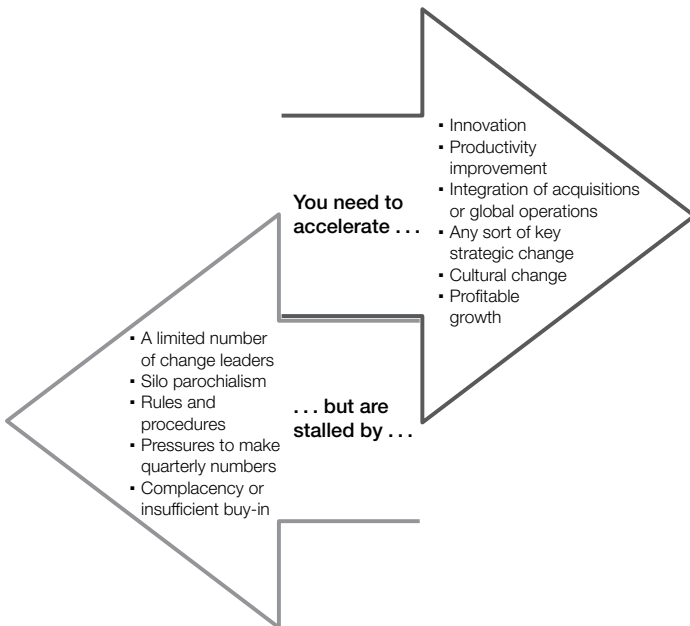 You need to
accelerate . . .
▪ Innovation
▪ Productivity
improvement
▪ Integration of acquisitions
or global operations
▪ Any sort of key
strategic change
▪ Cultural change
▪ Profitable
growth
. . . but are
stalled by . . .
▪ A limited number
of change leaders
▪ Silo parochialism
▪ Rules and
procedures
▪ Pressures to make
quarterly numbers
▪ Complacency or
insufficient buy-in